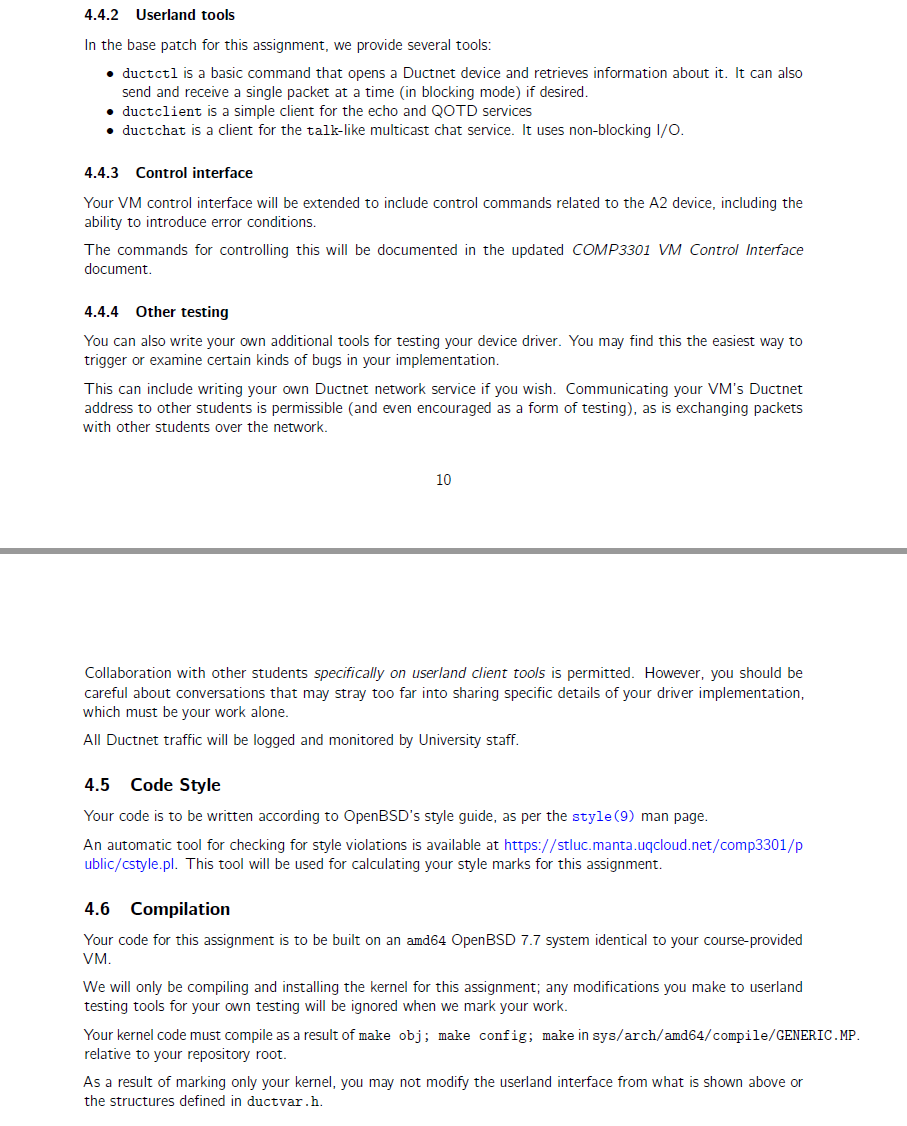 4.4.2 Userland tools
In the base patch for this assignment, we provide several tools:
• ductctl is a basic command that opens a Ductnet device and retrieves information about it. It can also
send and receive a single packet at a time (in blocking mode) if desired.
• ductclient is a simple client for the echo and QOTD services
• ductchat is a client for the talk-like multicast chat service. It uses non-blocking I/O.
4.4.3 Control interface
Your VM control interface will be extended to include control commands related to the A2 device, including the
ability to introduce error conditions.
The commands for controlling this will be documented in the updated COMP3301 VM Control Interface
document.
4.4.4 Other testing
You can also write your own additional tools for testing your device driver. You may find this the easiest way to
trigger or examine certain kinds of bugs in your implementation.
This can include writing your own Ductnet network service if you wish. Communicating your VM's Ductnet
address to other students is permissible (and even encouraged as a form of testing), as is exchanging packets
with other students over the network.
10
Collaboration with other students specifically on userland client tools is permitted. However, you should be
careful about conversations that may stray too far into sharing specific details of your driver implementation,
which must be your work alone.
All Ductnet traffic will be logged and monitored by University staff.
4.5 Code Style
Your code is to be written according to OpenBSD's style guide, as per the style(9) man page.
An automatic tool for checking for style violations is available at https://stluc.manta.uqcloud.net/comp3301/p
ublic/cstyle.pl. This tool will be used for calculating your style marks for this assignment.
4.6 Compilation
Your code for this assignment is to be built on an amd64 OpenBSD 7.7 system identical to your course-provided
VM.
We will only be compiling and installing the kernel for this assignment; any modifications you make to userland
testing tools for your own testing will be ignored when we mark your work.
Your kernel code must compile as a result of make obj; make config; make in sys/arch/amd64/compile/GENERIC.MP.
relative to your repository root.
As a result of marking only your kernel, you may not modify the userland interface from what is shown above or
the structures defined in ductvar.h.